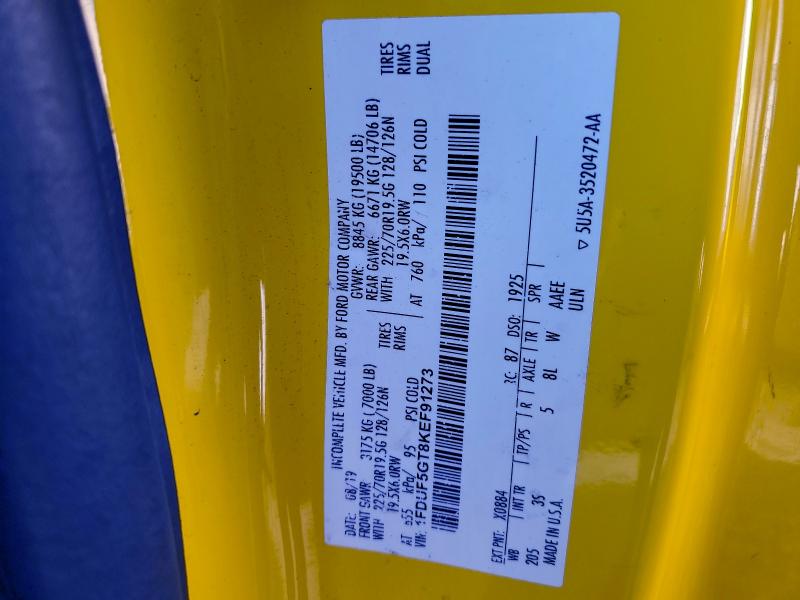 INCOMPLETE VEHICLE MFD. BY FORD MOTOR COMPANY
DATE: 08/19 GVWR: 8845 KG (19500 LB)
FRONT GAWR: 3175 KG (7000 LB) REAR GAWR: 6671 KG (14706 LB)
WITH 225/70R19.5G 128/126N TIRES WITH 225/70R19.5G 128/126N TIRES
19.5X6.0RW RIMS 19.5X6.0RW RIMS
AT 655 kPa/ 95 PSI COLD AT 760 kPa/ 110 PSI COLD DUAL
VIN: 1FDUF5GT8KEF91273
EXT PNT: X0884 RC: 87 DSO: 1925
WB INT TR TP/PS R AXLE TR SPR
205 3S 5 8L W AAEE
MADE IN U.S.A. ULN
▽ 5U5A-3520472-AA